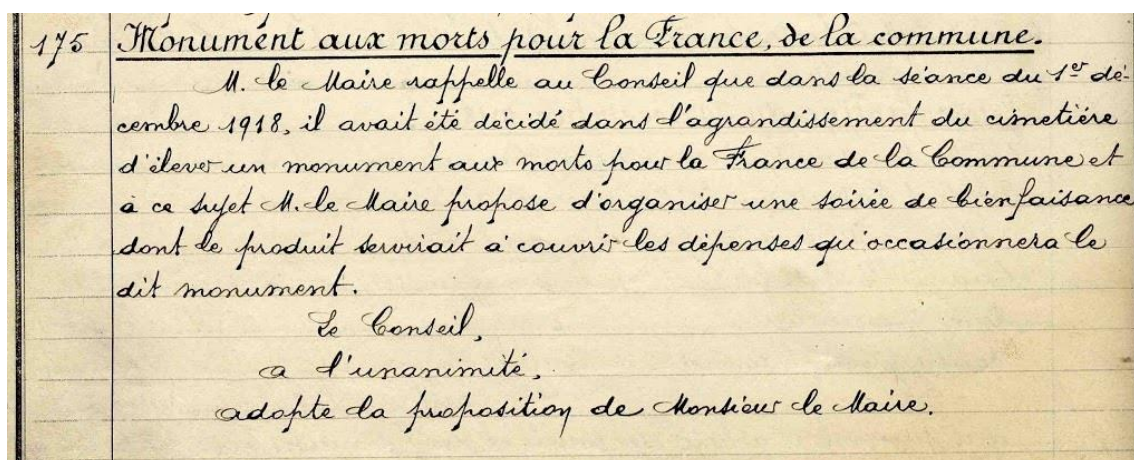 175 Monument aux morts pour la France, de la commune.
M. le Maire rappelle au Conseil que dans la séance du 1er dé-
cembre 1918, il avait été décidé dans l'agrandissement du cimetière
d'élever un monument aux morts pour la France de la Commune et
à ce sujet M. le Maire propose d'organiser une soirée de bienfaisance
dont le produit servirait à couvrir les dépenses qu'occasionnera le
dit monument.
Le Conseil,
a l'unanimité,
adopte la proposition de Monsieur le Maire.